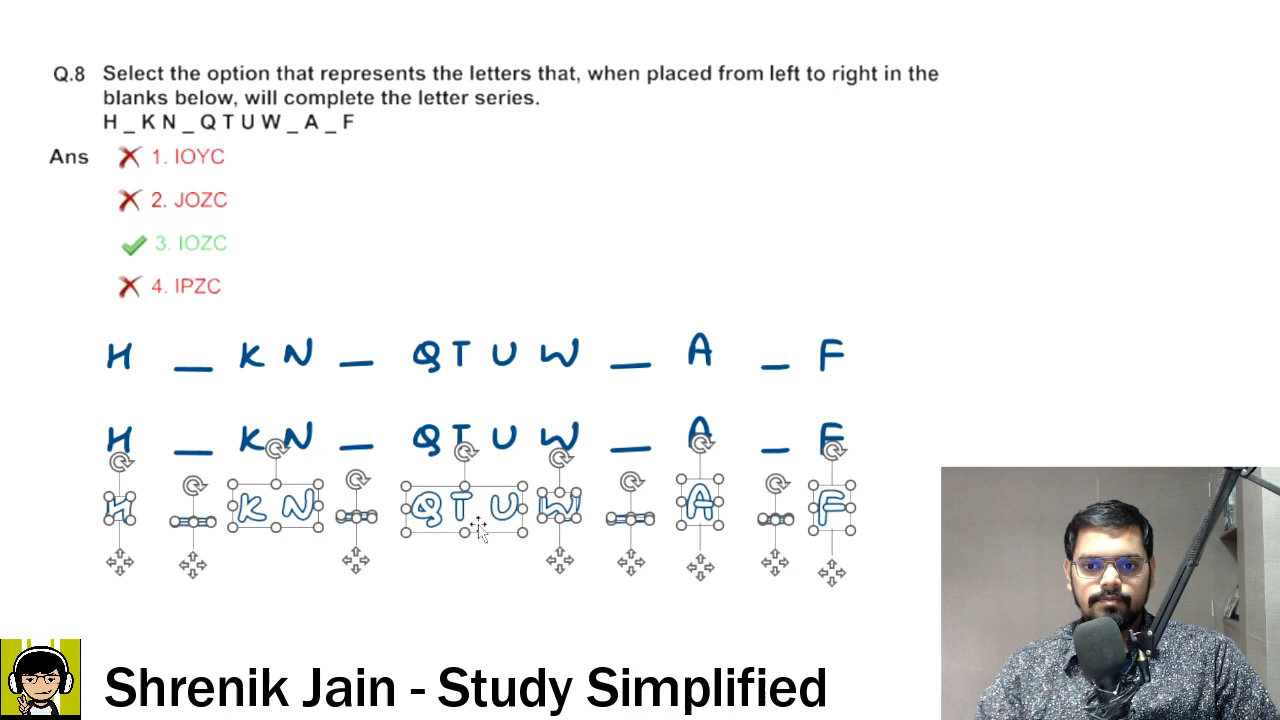 Q.8 Select the option that represents the letters that, when placed from left to right in the
blanks below, will complete the letter series.
H _ K N _ Q T U W _ A _ F
Ans 1. IOYC
2. JOZC
3. IOZC
4. IPZC
H _ K N _ Q T U W _ A _ F
H _ K N _ Q T U W _ A _ F
H _ K N _ Q T U W _ A _ F
Shrenik Jain - Study Simplified